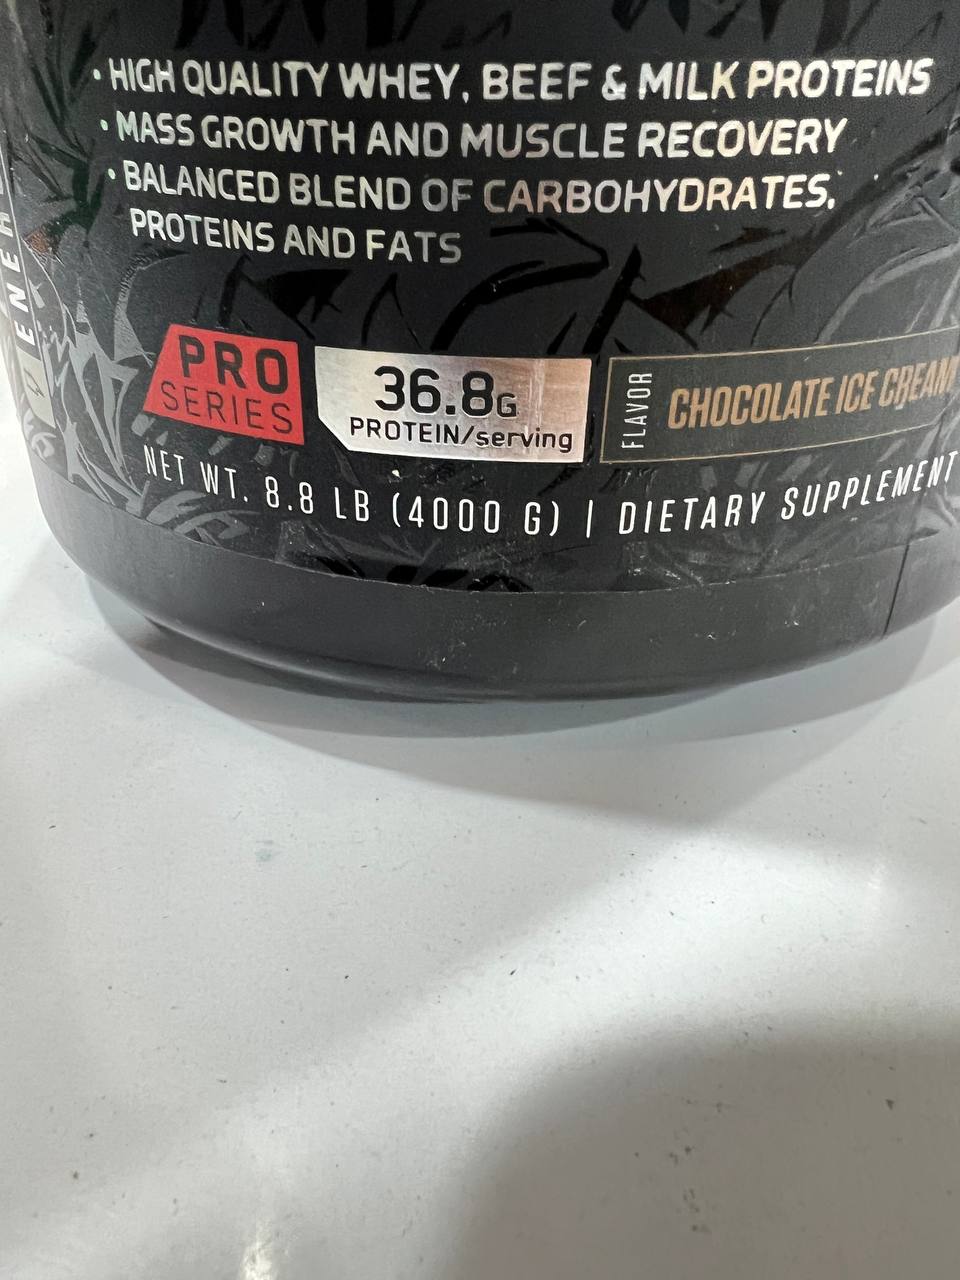 • HIGH QUALITY WHEY, BEEF & MILK PROTEINS
• MASS GROWTH AND MUSCLE RECOVERY
• BALANCED BLEND OF CARBOHYDRATES,
PROTEINS AND FATS
PRO
SERIES
36.8G
PROTEIN/serving
FLAVOR
CHOCOLATE ICE CREAM
NET WT. 8.8 LB (4000 G) | DIETARY SUPPLEMENT